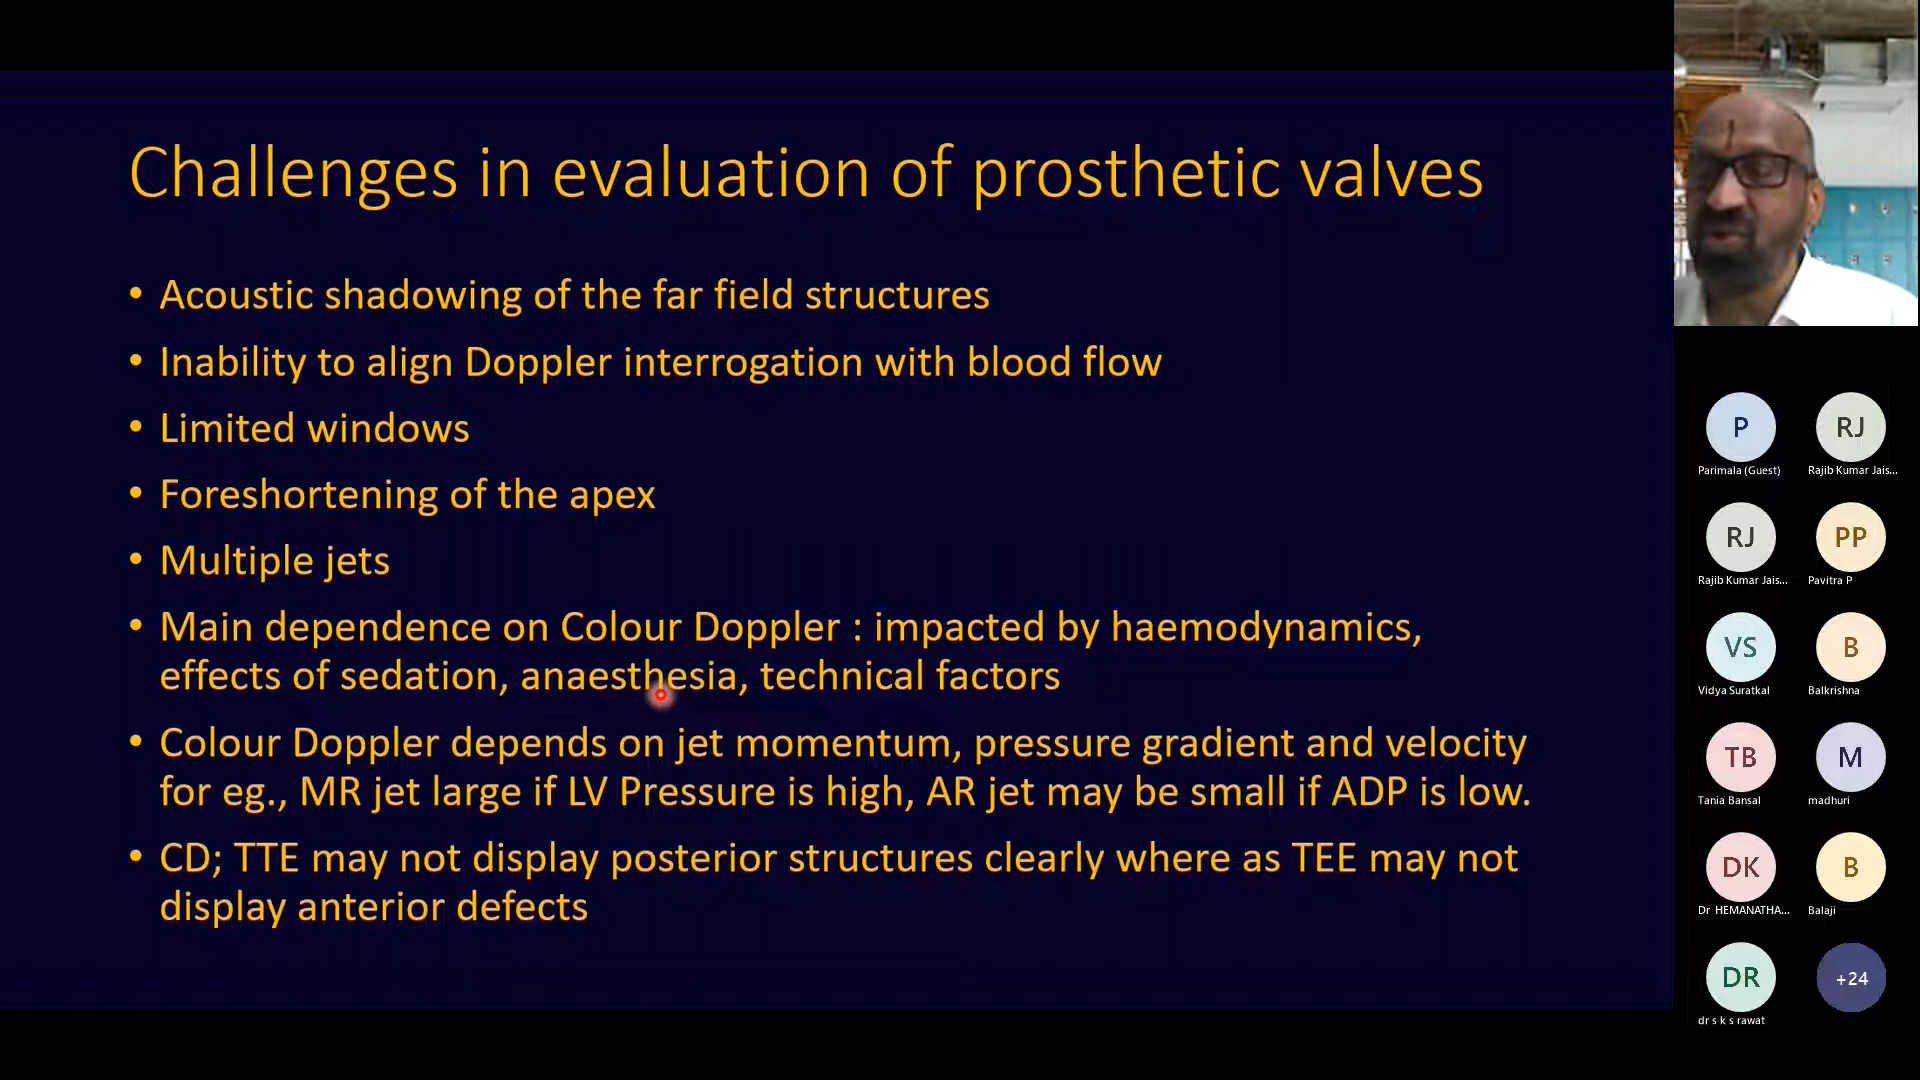 Challenges in evaluation of prosthetic valves
• Acoustic shadowing of the far field structures
• Inability to align Doppler interrogation with blood flow
• Limited windows
• Foreshortening of the apex
• Multiple jets
• Main dependence on Colour Doppler : impacted by haemodynamics,
effects of sedation, anaesthesia, technical factors
• Colour Doppler depends on jet momentum, pressure gradient and velocity
for eg., MR jet large if LV Pressure is high, AR jet may be small if ADP is low.
• CD; TTE may not display posterior structures clearly where as TEE may not
display anterior defects
P
RJ
Parimala (Guest)
Rajib Kumar Jais...
RJ
PP
Rajib Kumar Jais...
Pavitra P
VS
B
Vidya Suratkal
Balkrishna
TB
M
Tania Bansal
madhuri
DK
B
Dr HEMANATHA...
Balaji
DR
+24
dr s k s rawat